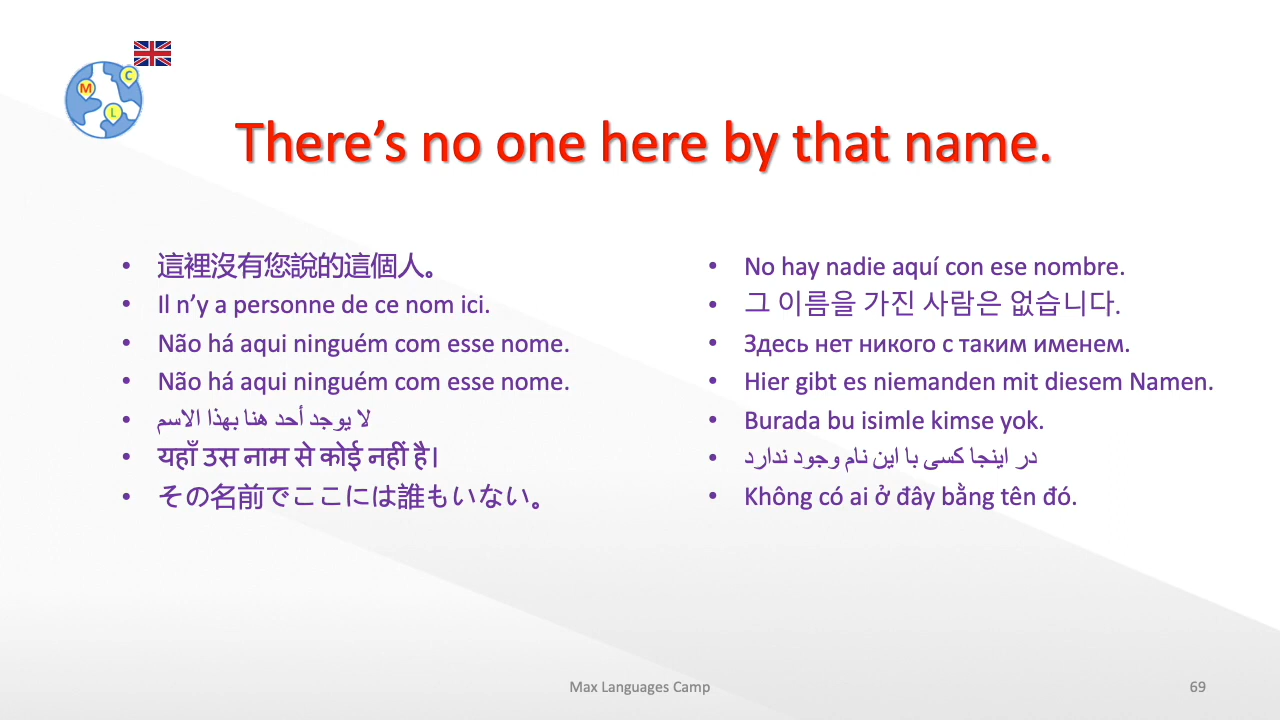 M
C
L
There’s no one here by that name.
• 這裡沒有您說的這個人。
• Il n’y a personne de ce nom ici.
• Não há aqui ninguém com esse nome.
• Não há aqui ninguém com esse nome.
• لا يوجد أحد هنا بهذا الاسم
• यहाँ उस नाम से कोई नहीं है।
• その名前でここには誰もいない。
• No hay nadie aquí con ese nombre.
• 그 이름을 가진 사람은 없습니다.
• Здесь нет никого с таким именем.
• Hier gibt es niemanden mit diesem Namen.
• Burada bu isimle kimse yok.
• در اینجا کسی با این نام وجود ندارد
• Không có ai ở đây bằng tên đó.
Max Languages Camp
69